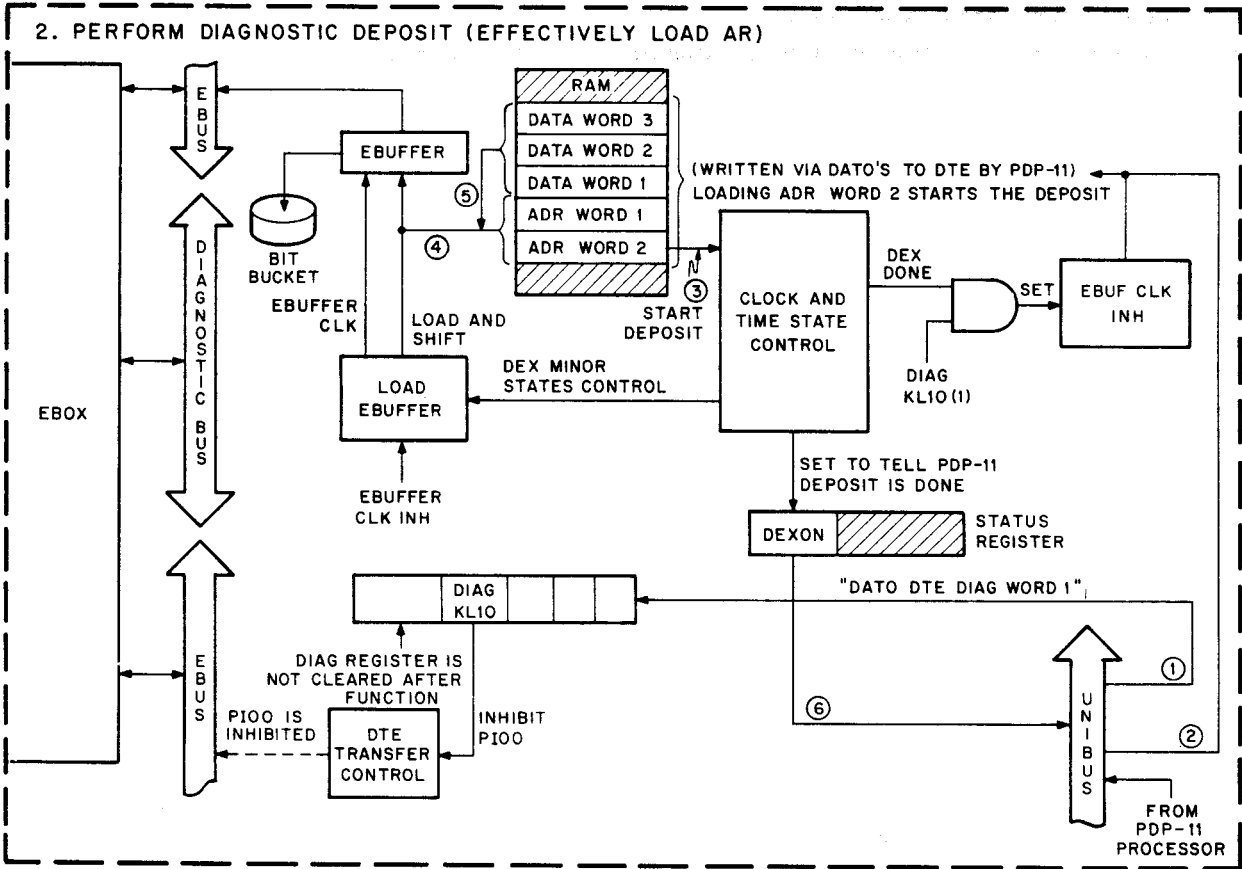 2. PERFORM DIAGNOSTIC DEPOSIT (EFFECTIVELY LOAD AR)
EBUS
RAM
DATA WORD 3
DATA WORD 2
DATA WORD 1
ADR WORD 1
ADR WORD 2
EBUFFER
(WRITTEN VIA DATO'S TO DTE BY PDP-11)
LOADING ADR WORD 2 STARTS THE DEPOSIT
5
4
BIT
BUCKET
3
START
DEPOSIT
EBUFFER
CLK
LOAD AND
SHIFT
CLOCK AND
TIME STATE
CONTROL
DEX
DONE
SET
EBUF CLK
INH
DIAG
KL10(1)
DIAGNOSTIC BUS
EBOX
LOAD
EBUFFER
DEX MINOR
STATES CONTROL
EBUFFER
CLK INH
SET TO TELL PDP-11
DEPOSIT IS DONE
DEXON
STATUS
REGISTER
DIAG
KL10
"DATO DTE DIAG WORD 1"
DIAG REGISTER IS
NOT CLEARED AFTER
FUNCTION
EBUS
PI00 IS
INHIBITED
DTE
TRANSFER
CONTROL
INHIBIT
PI00
6
UNIBUS
1
2
FROM
PDP-11
PROCESSOR